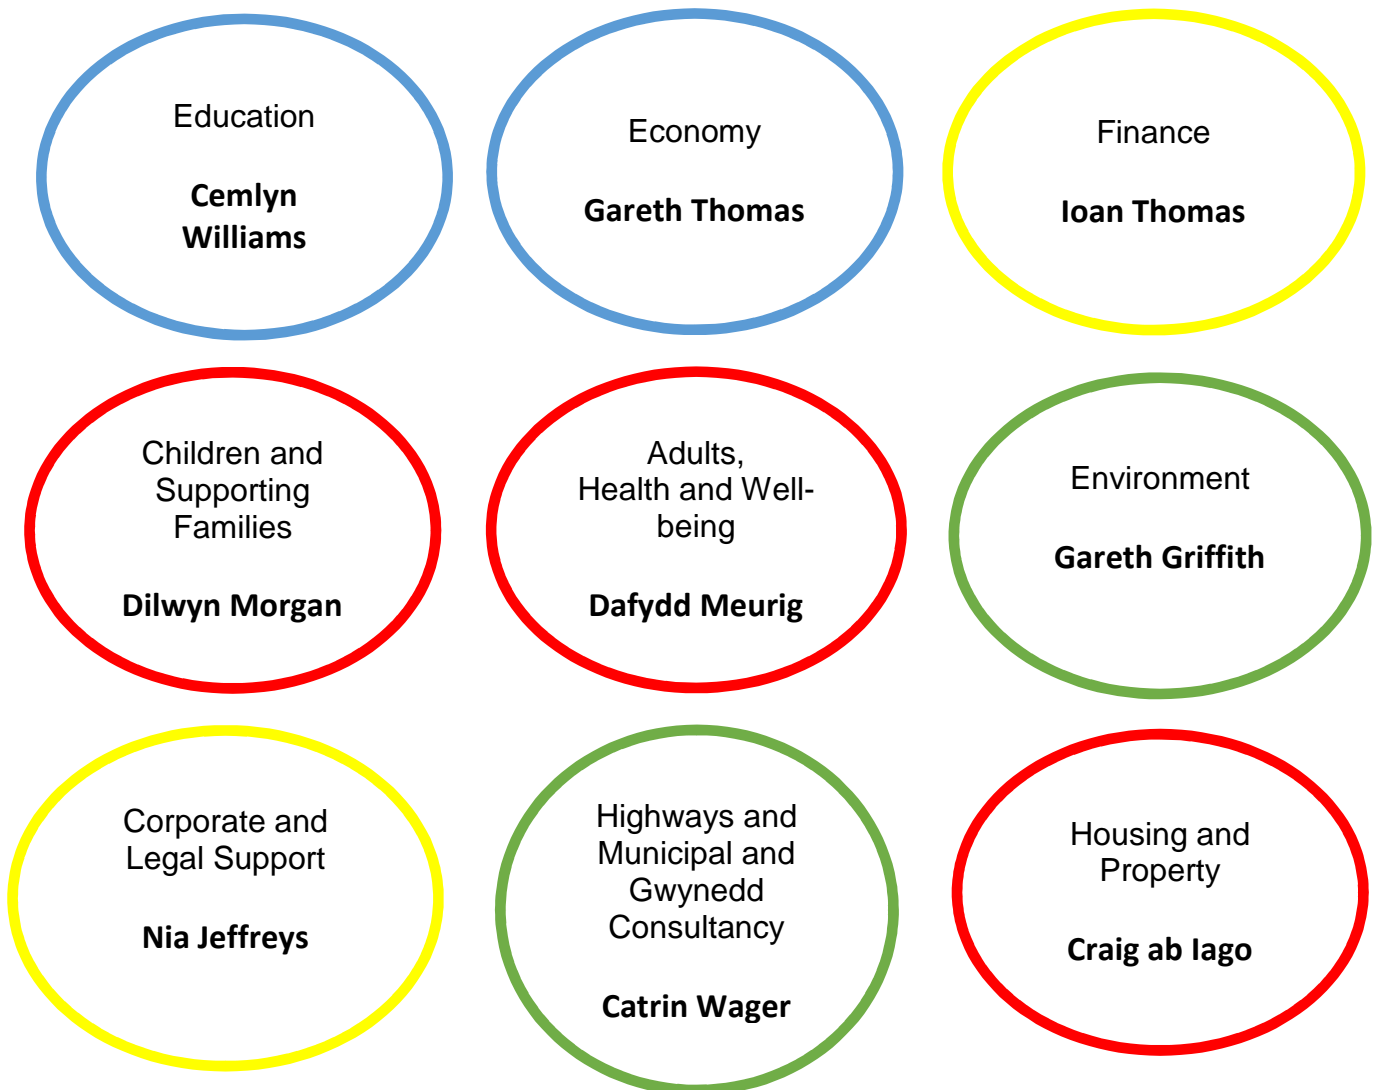 Education
Cemlyn
Williams
Economy
Gareth Thomas
Finance
Ioan Thomas
Children and
Supporting
Families
Dilwyn Morgan
Adults,
Health and Well-
being
Dafydd Meurig
Environment
Gareth Griffith
Corporate and
Legal Support
Nia Jeffreys
Highways and
Municipal and
Gwynedd
Consultancy
Catrin Wager
Housing and
Property
Craig ab Iago